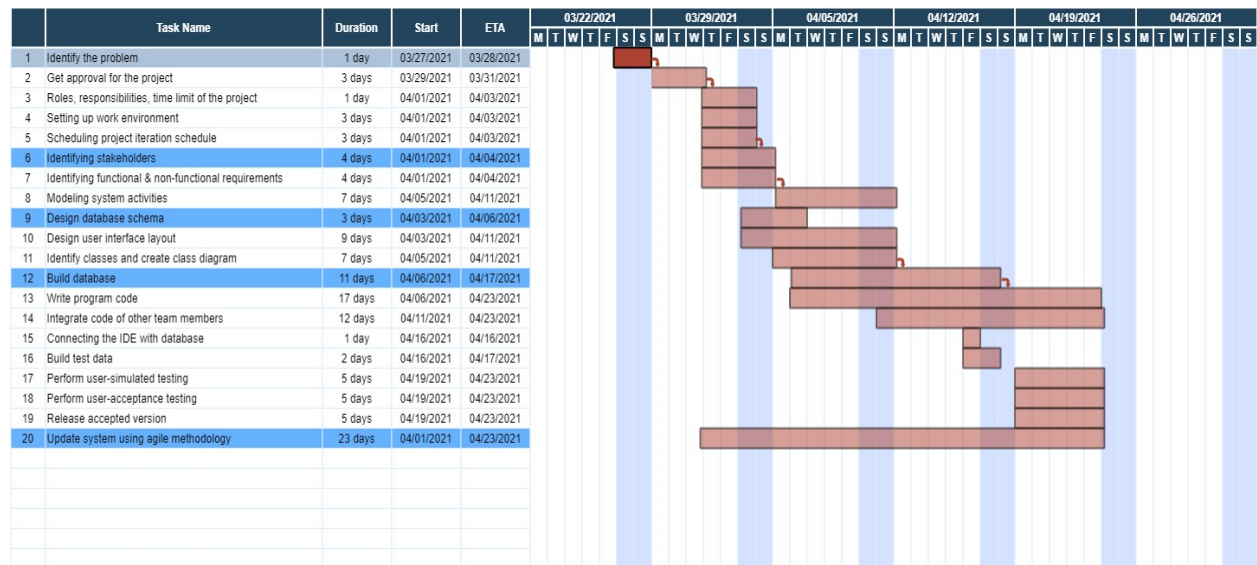 Task Name Duration Start ETA 03/22/2021 03/29/2021 04/05/2021 04/12/2021 04/19/2021 04/26/2021
M T W T F S S M T W T F S S M T W T F S S M T W T F S S M T W T F S S M T W T F S S
1 Identify the problem 1 day 03/27/2021 03/28/2021
2 Get approval for the project 3 days 03/29/2021 03/31/2021
3 Roles, responsibilities, time limit of the project 1 day 04/01/2021 04/03/2021
4 Setting up work environment 3 days 04/01/2021 04/03/2021
5 Scheduling project iteration schedule 3 days 04/01/2021 04/03/2021
6 Identifying stakeholders 4 days 04/01/2021 04/04/2021
7 Identifying functional & non-functional requirements 4 days 04/01/2021 04/04/2021
8 Modeling system activities 7 days 04/05/2021 04/11/2021
9 Design database schema 3 days 04/03/2021 04/06/2021
10 Design user interface layout 9 days 04/03/2021 04/11/2021
11 Identify classes and create class diagram 7 days 04/05/2021 04/11/2021
12 Build database 11 days 04/06/2021 04/17/2021
13 Write program code 17 days 04/06/2021 04/23/2021
14 Integrate code of other team members 12 days 04/11/2021 04/23/2021
15 Connecting the IDE with database 1 day 04/16/2021 04/16/2021
16 Build test data 2 days 04/16/2021 04/17/2021
17 Perform user-simulated testing 5 days 04/19/2021 04/23/2021
18 Perform user-acceptance testing 5 days 04/19/2021 04/23/2021
19 Release accepted version 5 days 04/19/2021 04/23/2021
20 Update system using agile methodology 23 days 04/01/2021 04/23/2021